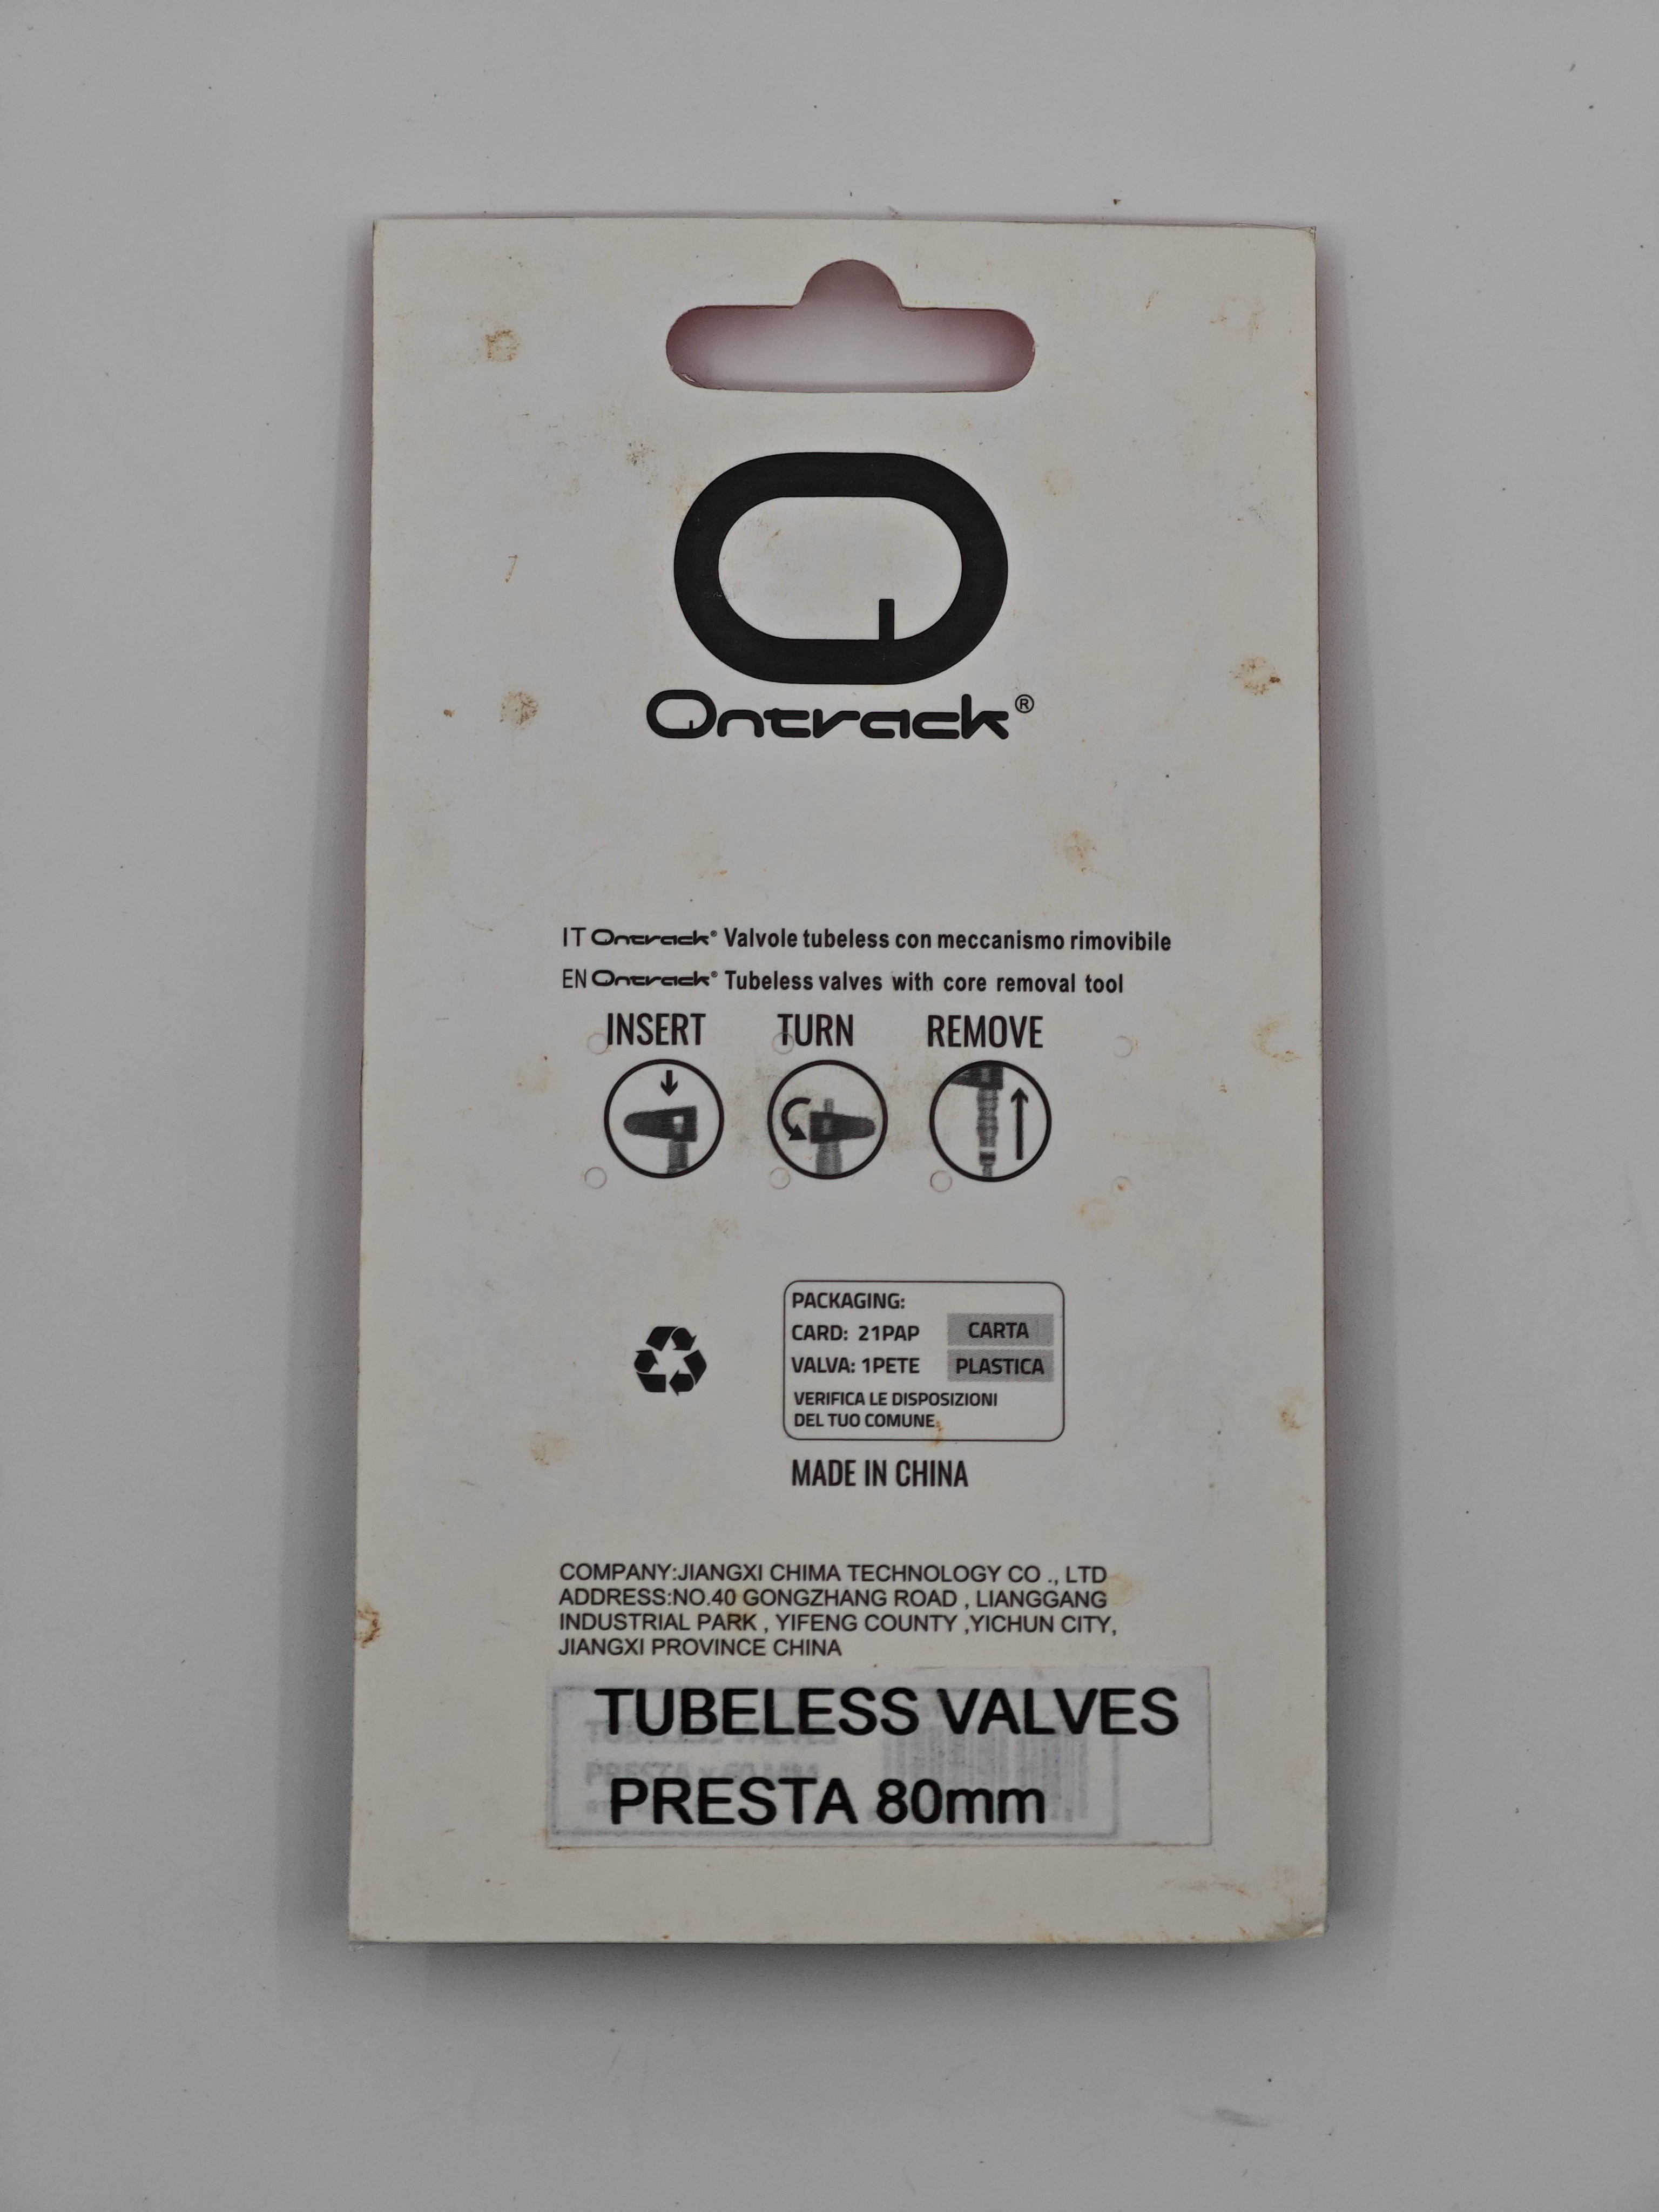 Ontrack®
IT Ontrack® Valvole tubeless con meccanismo rimovibile
EN Ontrack® Tubeless valves with core removal tool
INSERT TURN REMOVE
PACKAGING:
CARD: 21PAP CARTA
VALVA: 1PETE PLASTICA
VERIFICA LE DISPOSIZIONI
DEL TUO COMUNE.
MADE IN CHINA
COMPANY:JIANGXI CHIMA TECHNOLOGY CO ., LTD
ADDRESS:NO.40 GONGZHANG ROAD , LIANGGANG
INDUSTRIAL PARK , YIFENG COUNTY ,YICHUN CITY,
JIANGXI PROVINCE CHINA
TUBELESS VALVES
PRESTA 80mm